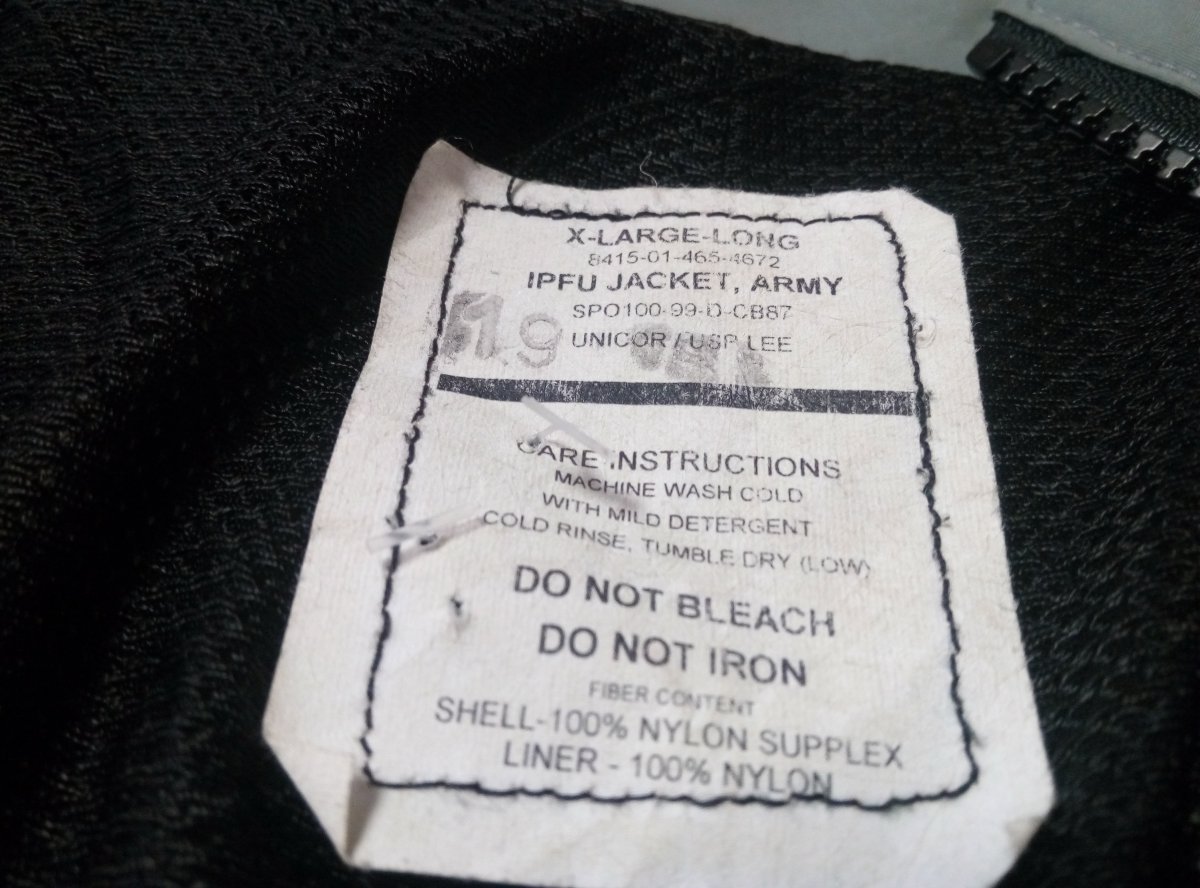 X-LARGE-LONG
8415-01-465-4672
IPFU JACKET, ARMY
SPO100-99-D-CB87
UNICOR / USP LEE
CARE INSTRUCTIONS
MACHINE WASH COLD
WITH MILD DETERGENT
COLD RINSE, TUMBLE DRY (LOW)
DO NOT BLEACH
DO NOT IRON
FIBER CONTENT
SHELL-100% NYLON SUPPLEX
LINER - 100% NYLON